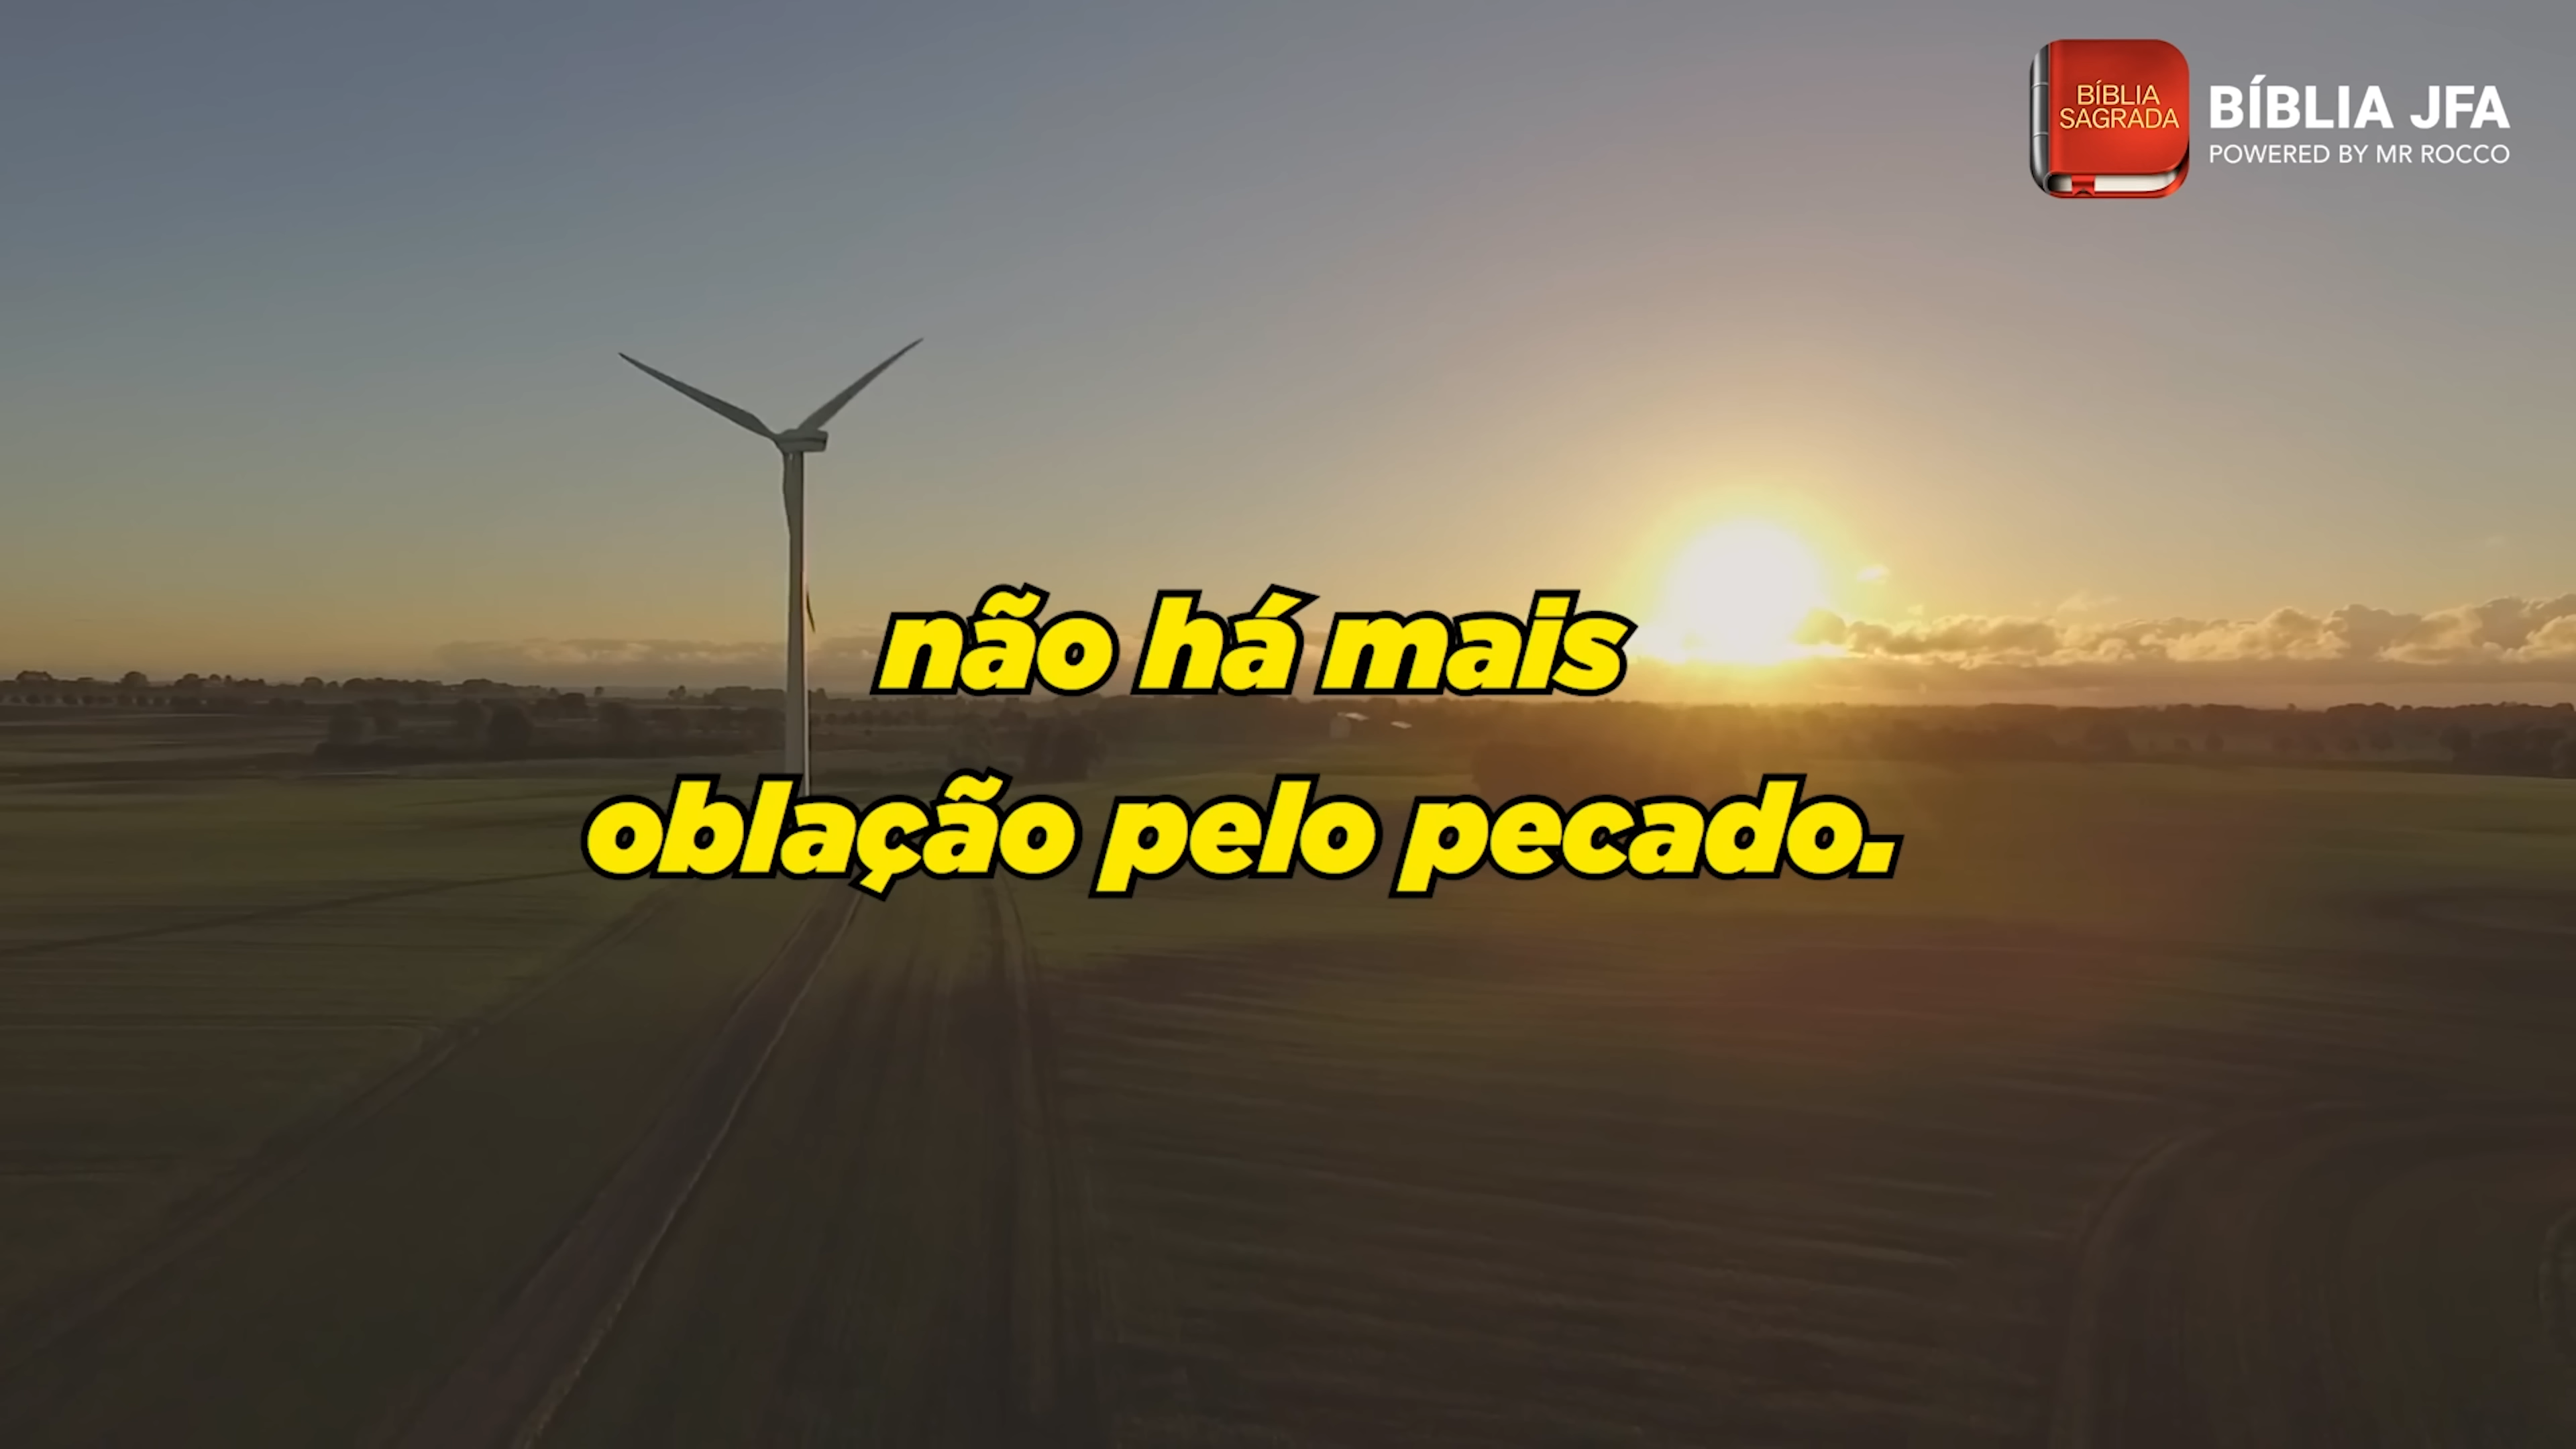 BÍBLIA
SAGRADA
BÍBLIA JFA
POWERED BY MR ROCCO
não há mais
oblação pelo pecado.